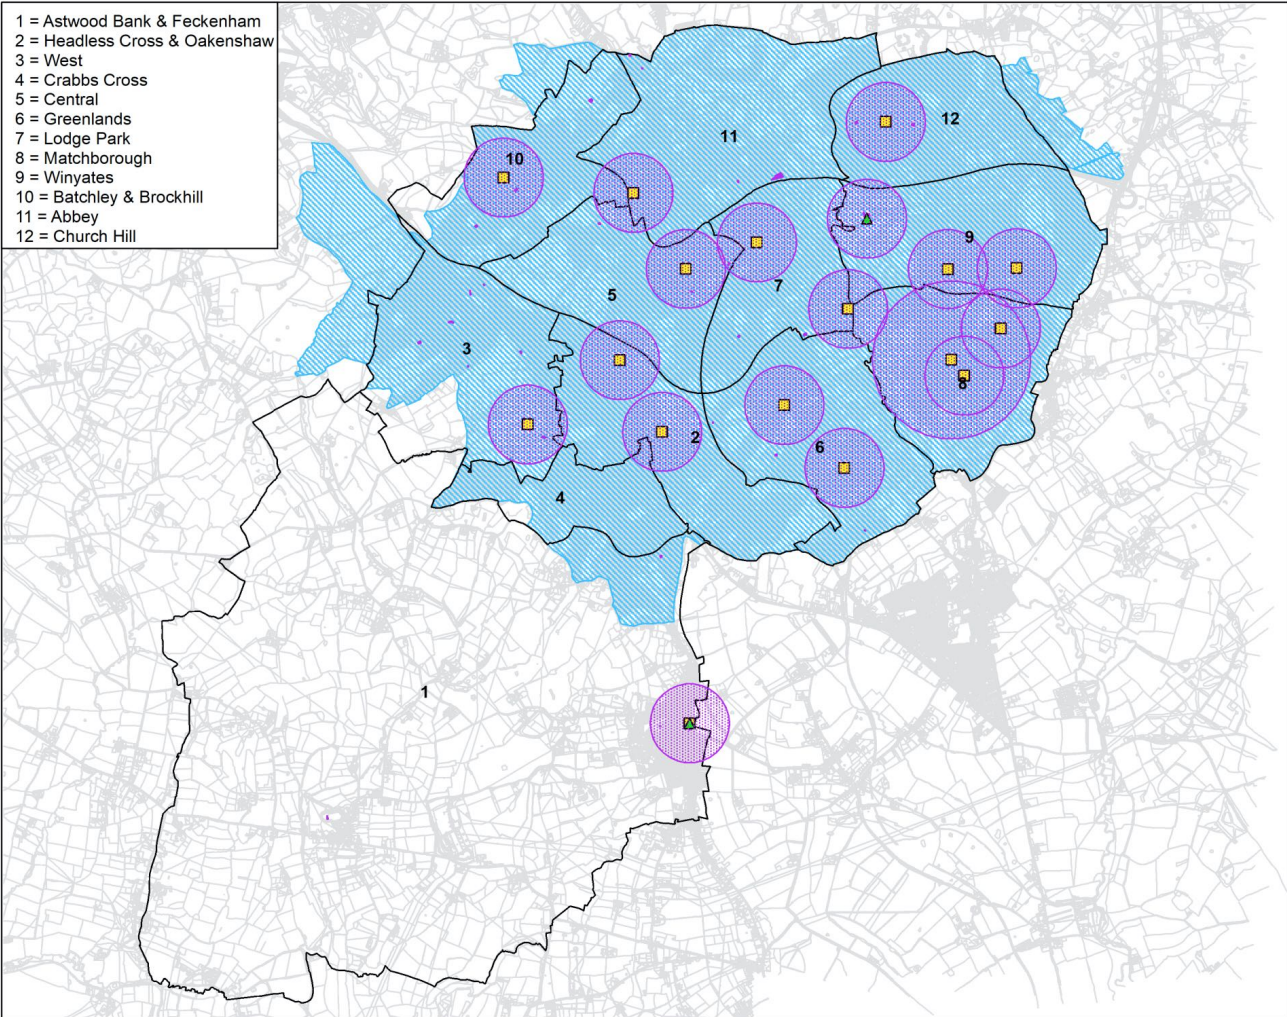 1 = Astwood Bank & Feckenham
2 = Headless Cross & Oakenshaw
3 = West
4 = Crabbs Cross
5 = Central
6 = Greenlands
7 = Lodge Park
8 = Matchborough
9 = Winyates
10 = Batchley & Brockhill
11 = Abbey
12 = Church Hill
12
11
10
9
7
5
3
8
2
6
4
1